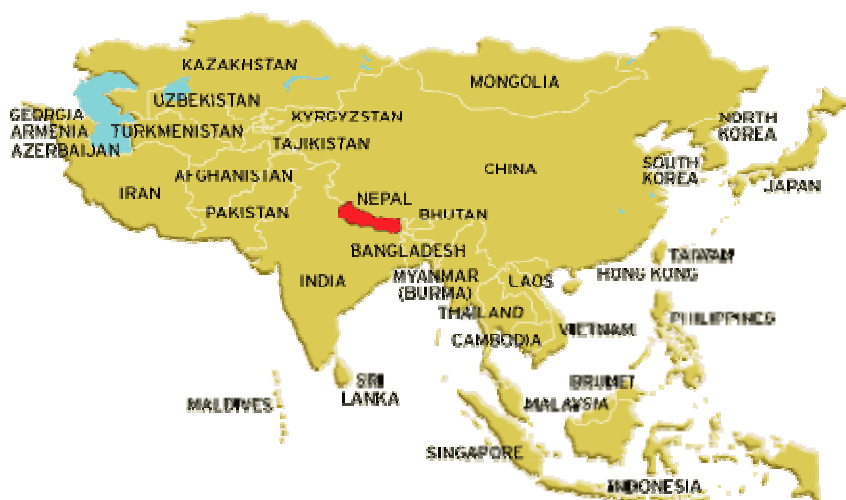 KAZAKHSTAN
MONGOLIA
UZBEKISTAN
GEORGIA
ARMENIA
TURKMENISTAN
KYRGYZSTAN
NORTH
KOREA
AZERBAIJAN
TAJIKISTAN
AFGHANISTAN
CHINA
SOUTH
KOREA
IRAN
JAPAN
PAKISTAN
NEPAL
BHUTAN
BANGLADESH
TAIWAN
INDIA
MYANMAR
(BURMA)
LAOS
HONG KONG
THAILAND
PHILIPPINES
VIETNAM
CAMBODIA
SRI
LANKA
BRUNEI
MALDIVES
MALAYSIA
SINGAPORE
INDONESIA